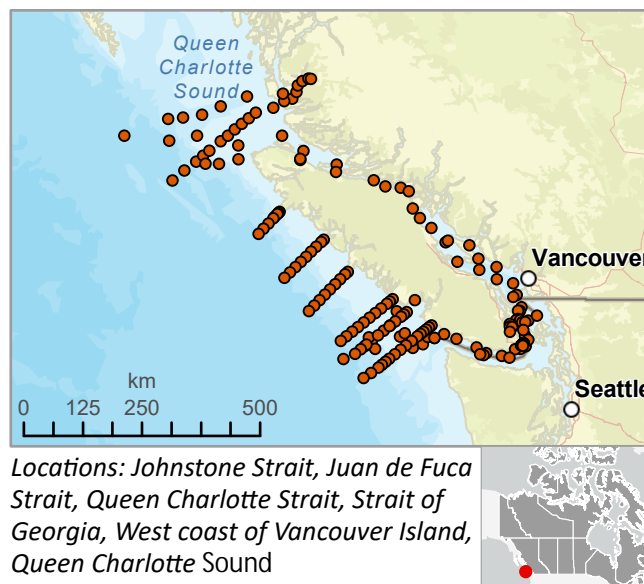 Queen
Charlotte
Sound
Vancouver
Seattle
km
0 125 250 500
Locations: Johnstone Strait, Juan de Fuca
Strait, Queen Charlotte Strait, Strait of
Georgia, West coast of Vancouver Island,
Queen Charlotte Sound